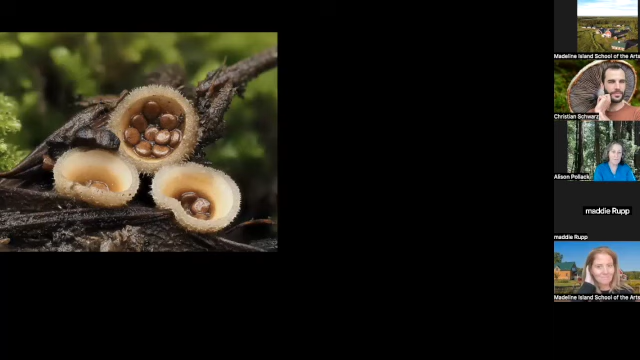 Madeline Island School of the Arts
Christian Schwarz
Alison Pollack
maddie Rupp
maddie Rupp
Madeline Island School of the Arts